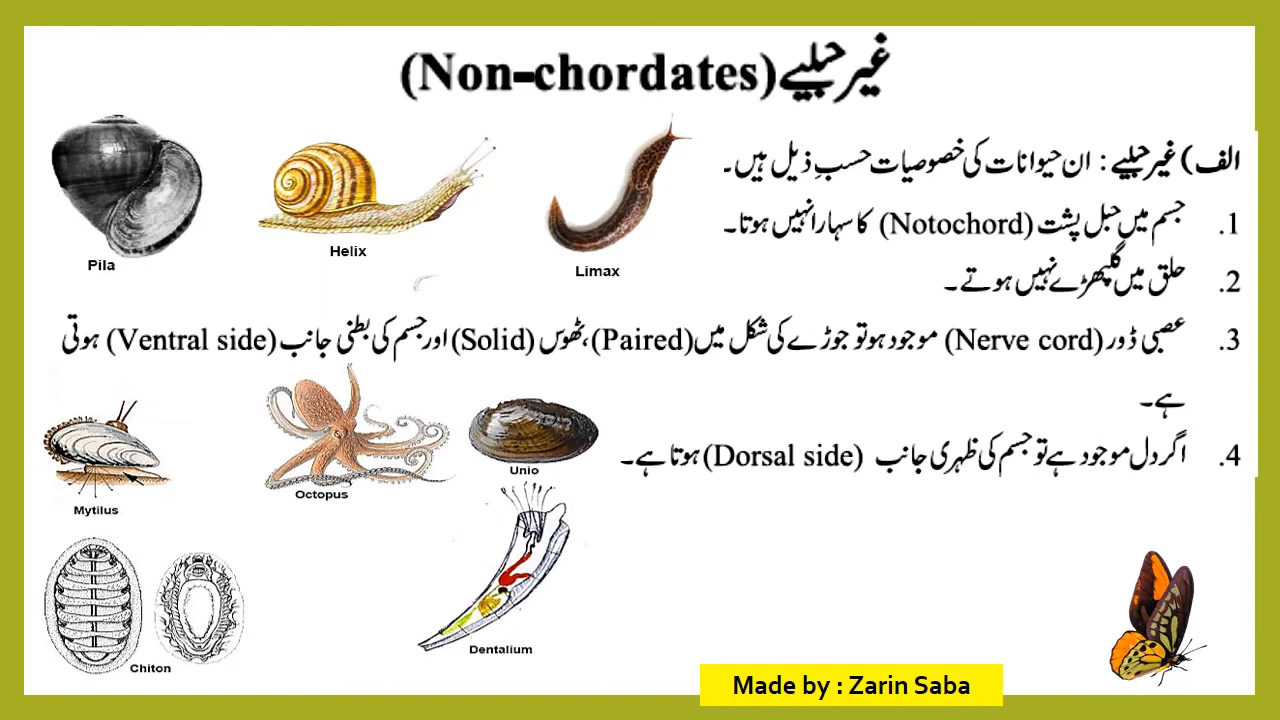 غیر حبلیے (Non-chordates)
الف) غیر حبلیے : ان حیوانات کی خصوصیات حسبِ ذیل ہیں۔
1. جسم میں حبل پشت (Notochord) کا سہارا نہیں ہوتا۔
2. حلق میں گلپھڑے نہیں ہوتے۔
3. عصبی ڈور (Nerve cord) موجود ہو تو جوڑے کی شکل میں (Paired)، ٹھوس (Solid) اور جسم کی بطنی جانب (Ventral side) ہوتی
ہے۔
4. اگر دل موجود ہے تو جسم کی ظہری جانب (Dorsal side) ہوتا ہے۔
Pila
Helix
Limax
Mytilus
Octopus
Unio
Chiton
Dentalium
Made by : Zarin Saba